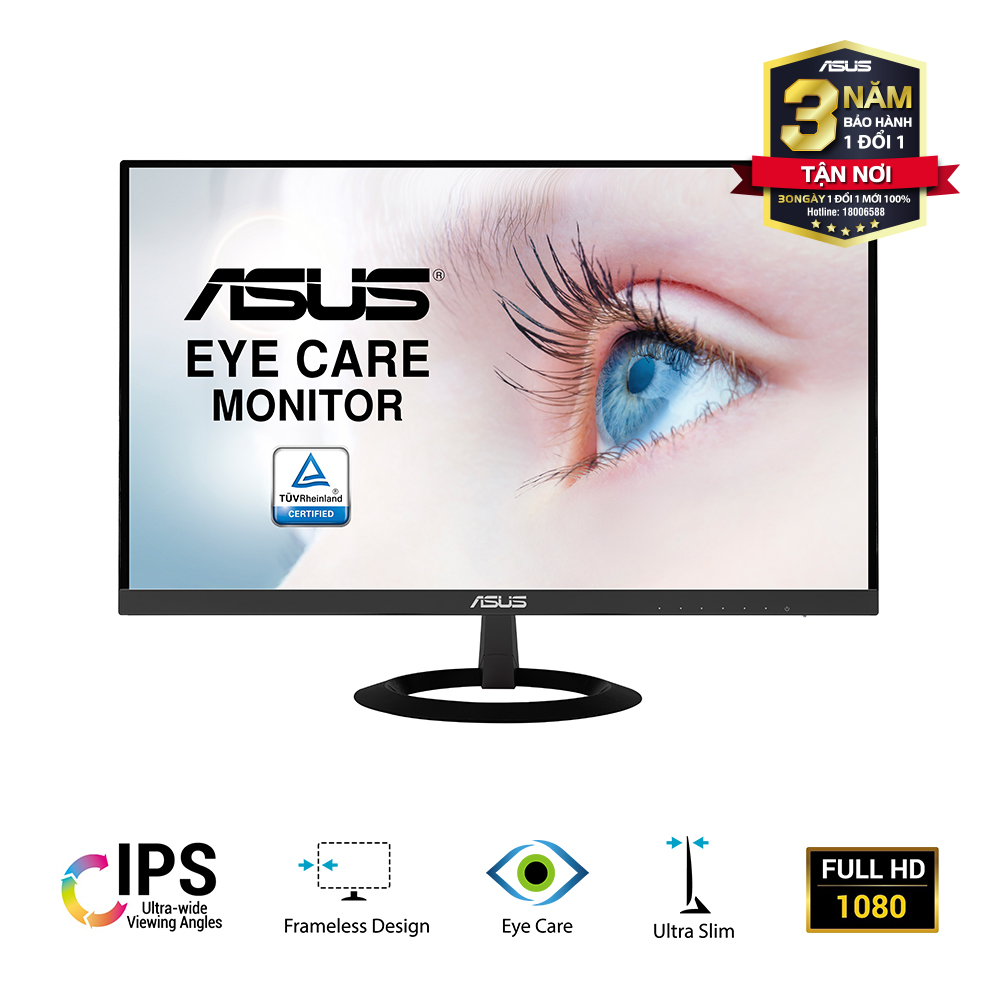 ASUS
3 NĂM
BẢO HÀNH
1 ĐỔI 1
TẬN NƠI
30NGÀY 1 ĐỔI 1 MỚI 100%
Hotline: 18006588
ASUS®
EYE CARE
MONITOR
TÜVRheinland®
CERTIFIED
ASUS
IPS
Ultra-wide
Viewing Angles
Frameless Design
Eye Care
Ultra Slim
FULL HD
1080